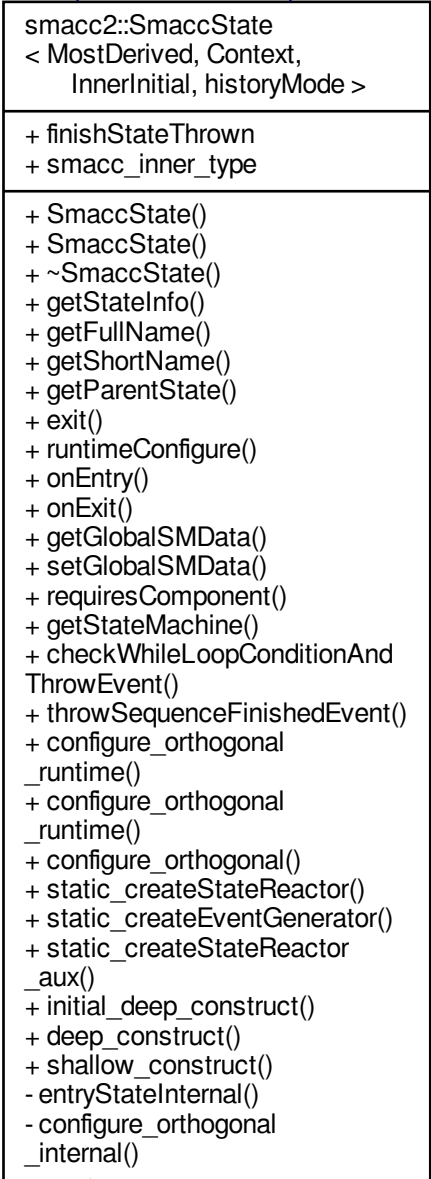 smacc2::SmaccState
< MostDerived, Context,
InnerInitial, historyMode >
+ finishStateThrown
+ smacc_inner_type
+ SmaccState()
+ SmaccState()
+ ~SmaccState()
+ getStateInfo()
+ getFullName()
+ getShortName()
+ getParentState()
+ exit()
+ runtimeConfigure()
+ onEntry()
+ onExit()
+ getGlobalSMData()
+ setGlobalSMData()
+ requiresComponent()
+ getStateMachine()
+ checkWhileLoopConditionAnd
ThrowEvent()
+ throwSequenceFinishedEvent()
+ configure_orthogonal
_runtime()
+ configure_orthogonal
_runtime()
+ configure_orthogonal()
+ static_createStateReactor()
+ static_createEventGenerator()
+ static_createStateReactor
_aux()
+ initial_deep_construct()
+ deep_construct()
+ shallow_construct()
- entryStateInternal()
- configure_orthogonal
_internal()